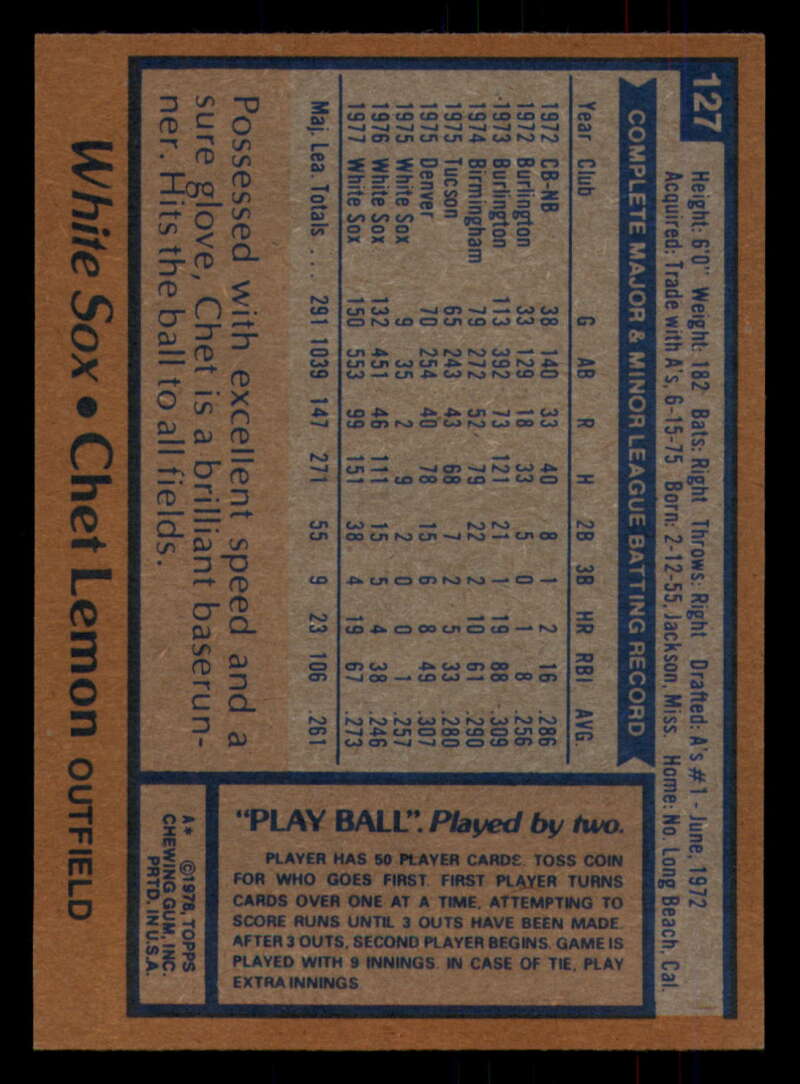 127
Height: 6'0" Weight: 182 Bats: Right Throws: Right Drafted: A's #1 - June, 1972
Acquired: Trade with A's, 6-15-75 Born: 2-12-55, Jackson, Miss. Home: No. Long Beach, Cal.
COMPLETE MAJOR & MINOR LEAGUE BATTING RECORD
Year Club G AB R H 2B 3B HR RBI AVG.
1972 CB-NB 38 140 33 40 8 1 2 16 .286
1972 Burlington 33 129 18 33 5 0 1 8 .256
1973 Burlington 113 392 73 121 21 1 19 88 .309
1974 Birmingham 79 272 52 79 22 2 10 61 .290
1975 Tucson 65 243 43 68 7 2 5 33 .280
1975 Denver 70 254 40 78 15 6 8 49 .307
1975 White Sox 9 35 2 9 2 0 0 1 .257
1976 White Sox 132 451 46 111 15 5 4 38 .246
1977 White Sox 150 553 99 151 38 4 19 67 .273
Maj. Lea. Totals .... 291 1039 147 271 55 9 23 106 .261
Possessed with excellent speed and a
sure glove, Chet is a brilliant baserun-
ner. Hits the ball to all fields.
"PLAY BALL". Played by two.
PLAYER HAS 50 PLAYER CARDS. TOSS COIN
FOR WHO GOES FIRST. FIRST PLAYER TURNS
CARDS OVER ONE AT A TIME, ATTEMPTING TO
SCORE RUNS UNTIL 3 OUTS HAVE BEEN MADE.
AFTER 3 OUTS, SECOND PLAYER BEGINS. GAME IS
PLAYED WITH 9 INNINGS. IN CASE OF TIE, PLAY
EXTRA INNINGS
A* ©1978, TOPPS
CHEWING GUM, INC.
PRTD. IN U.S.A.
White Sox • Chet Lemon OUTFIELD